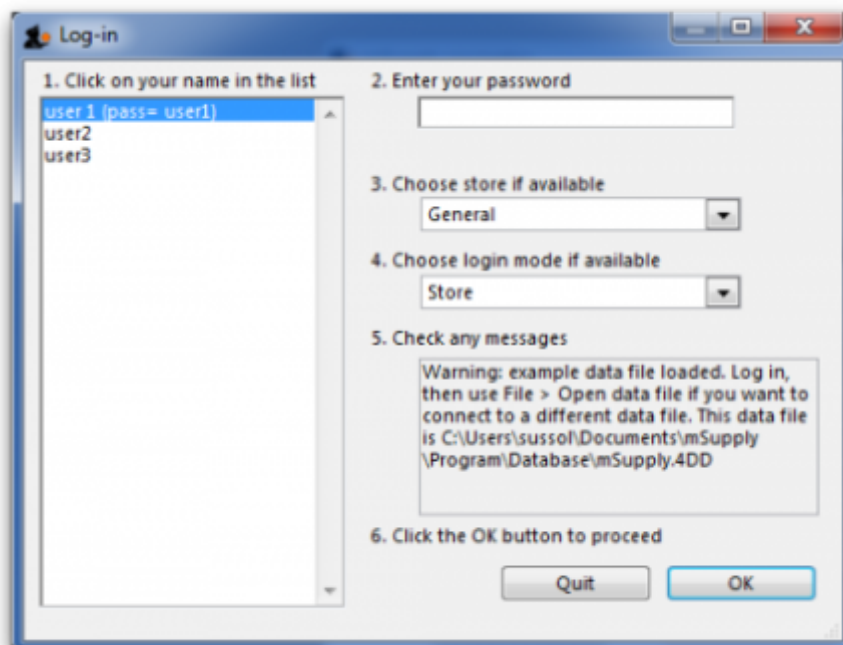 Log-in
1. Click on your name in the list
user 1 (pass= user1)
user2
user3
2. Enter your password
3. Choose store if available
General
4. Choose login mode if available
Store
5. Check any messages
Warning: example data file loaded. Log in,
then use File > Open data file if you want to
connect to a different data file. This data file
is C:\Users\sussol\Documents\mSupply
\Program\Database\mSupply.4DD
6. Click the OK button to proceed
Quit
OK